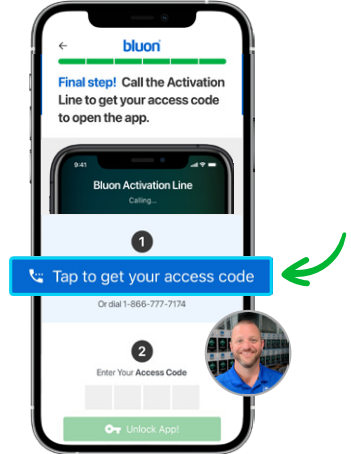 bluon
Final step! Call the Activation
Line to get your access code
to open the app.
9:41
Bluon Activation Line
Calling...
1
Tap to get your access code
Or dial 1-866-777-7174
2
Enter Your Access Code
Unlock App!